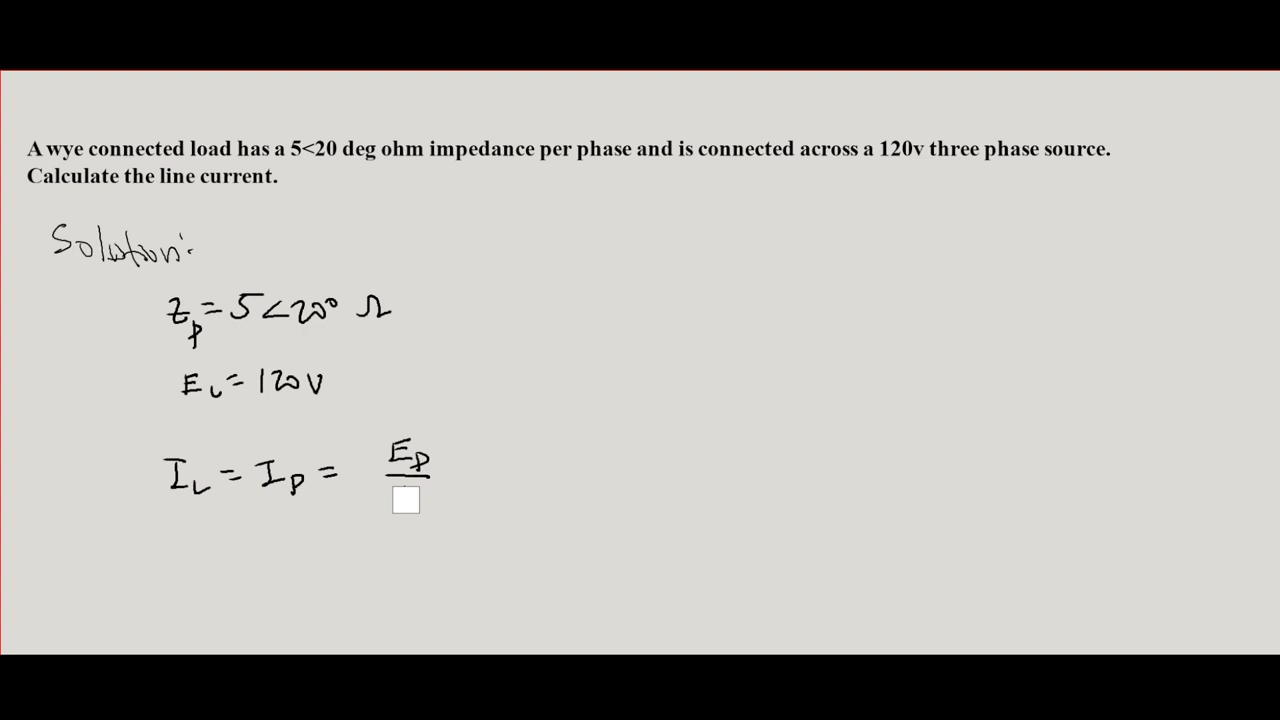 A wye connected load has a 5<20 deg ohm impedance per phase and is connected across a 120v three phase source.
Calculate the line current.
Solution:
Zp = 5<20° Ω
EL = 120V
IL = IP = EP